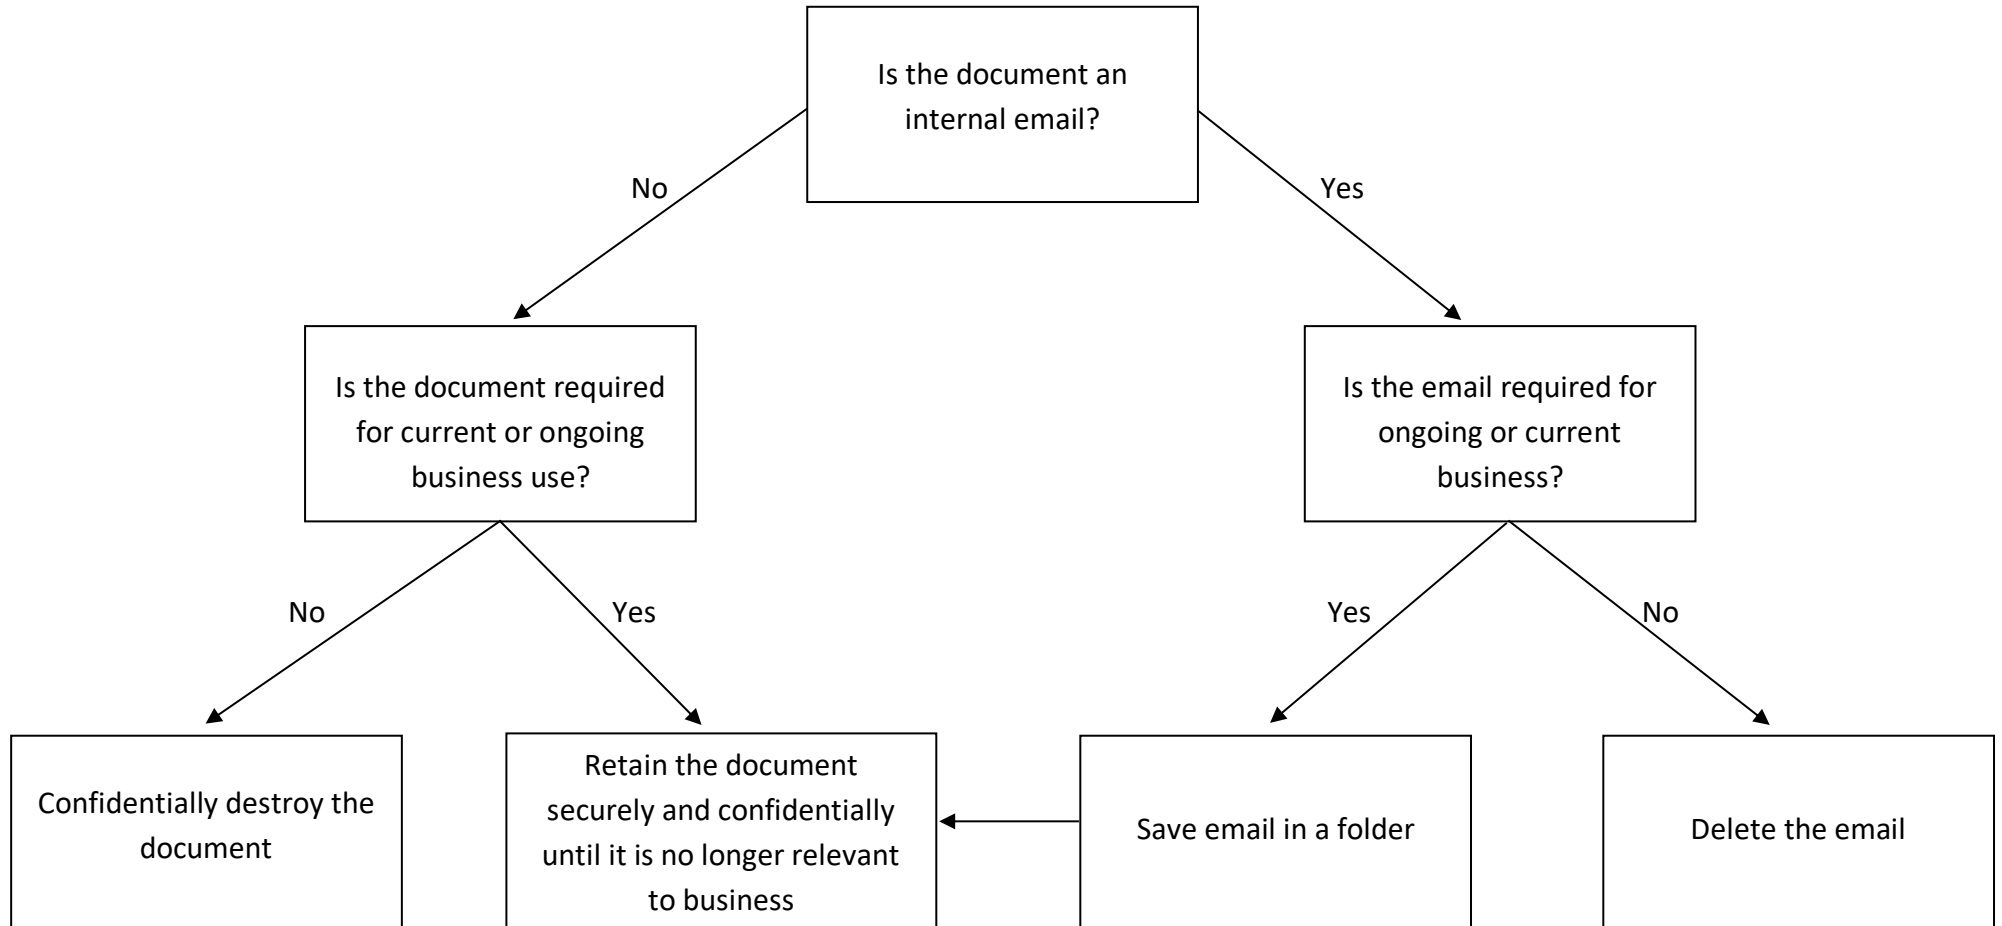 Is the document an
internal email?
No
Yes
Is the document required
for current or ongoing
business use?
Is the email required for
ongoing or current
business?
No
Yes
Yes
No
Confidentially destroy the
document
Retain the document
securely and confidentially
until it is no longer relevant
to business
Save email in a folder
Delete the email